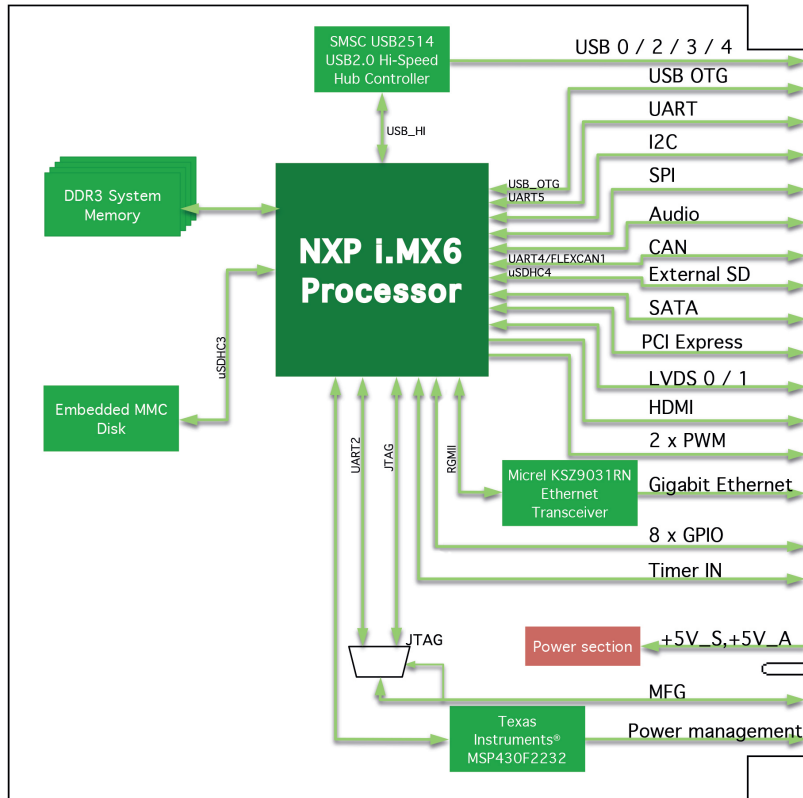 SMSC USB2514
USB2.0 Hi-Speed
Hub Controller
USB 0 / 2 / 3 / 4
USB OTG
UART
USB_HI
I2C
SPI
DDR3 System
Memory
USB_OTG
UART5
Audio
NXP i.MX6
Processor
CAN
UART4/FLEXCAN1
uSDHC4
External SD
SATA
PCI Express
uSDHC3
LVDS 0 / 1
HDMI
Embedded MMC
Disk
2 x PWM
UART2
JTAG
RGMII
Micrel KSZ9031RN
Ethernet
Transceiver
Gigabit Ethernet
8 x GPIO
Timer IN
JTAG
Power section
+5V_S,+5V_A
MFG
Texas
Instruments®
MSP430F2232
Power management